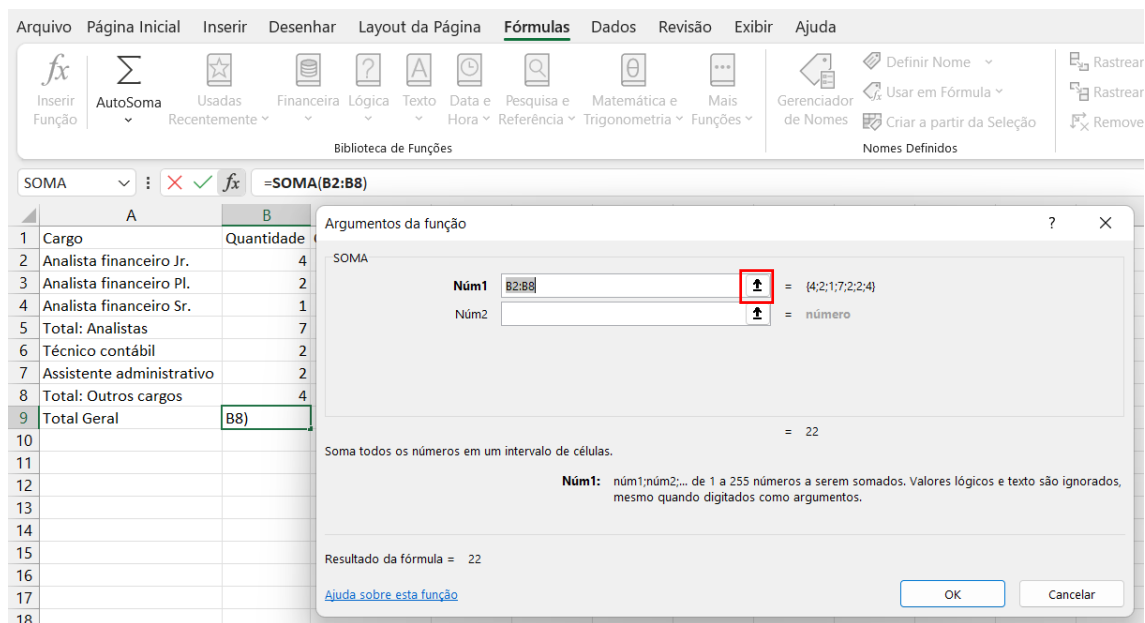 Arquivo Página Inicial Inserir Desenhar Layout da Página Fórmulas Dados Revisão Exibir Ajuda
fx Inserir Função
AutoSoma
Usadas Recentemente
Financeira
Lógica
Texto
Data e Hora
Pesquisa e Referência
Matemática e Trigonometria
Mais Funções
Biblioteca de Funções
Gerenciador de Nomes
Definir Nome
Usar em Fórmula
Criar a partir da Seleção
Nomes Definidos
Rastrear
Rastrear
Remove
SOMA fx =SOMA(B2:B8)
A B
1 Cargo Quantidade
2 Analista financeiro Jr. 4
3 Analista financeiro Pl. 2
4 Analista financeiro Sr. 1
5 Total: Analistas 7
6 Técnico contábil 2
7 Assistente administrativo 2
8 Total: Outros cargos 4
9 Total Geral B8)
10
11
12
13
14
15
16
17
18
Argumentos da função ?
SOMA
Núm1 B2:B8 = {4;2;1;7;2;2;4}
Núm2 = número
= 22
Soma todos os números em um intervalo de células.
Núm1: núm1;núm2;... de 1 a 255 números a serem somados. Valores lógicos e texto são ignorados,
mesmo quando digitados como argumentos.
Resultado da fórmula = 22
Ajuda sobre esta função
OK Cancelar